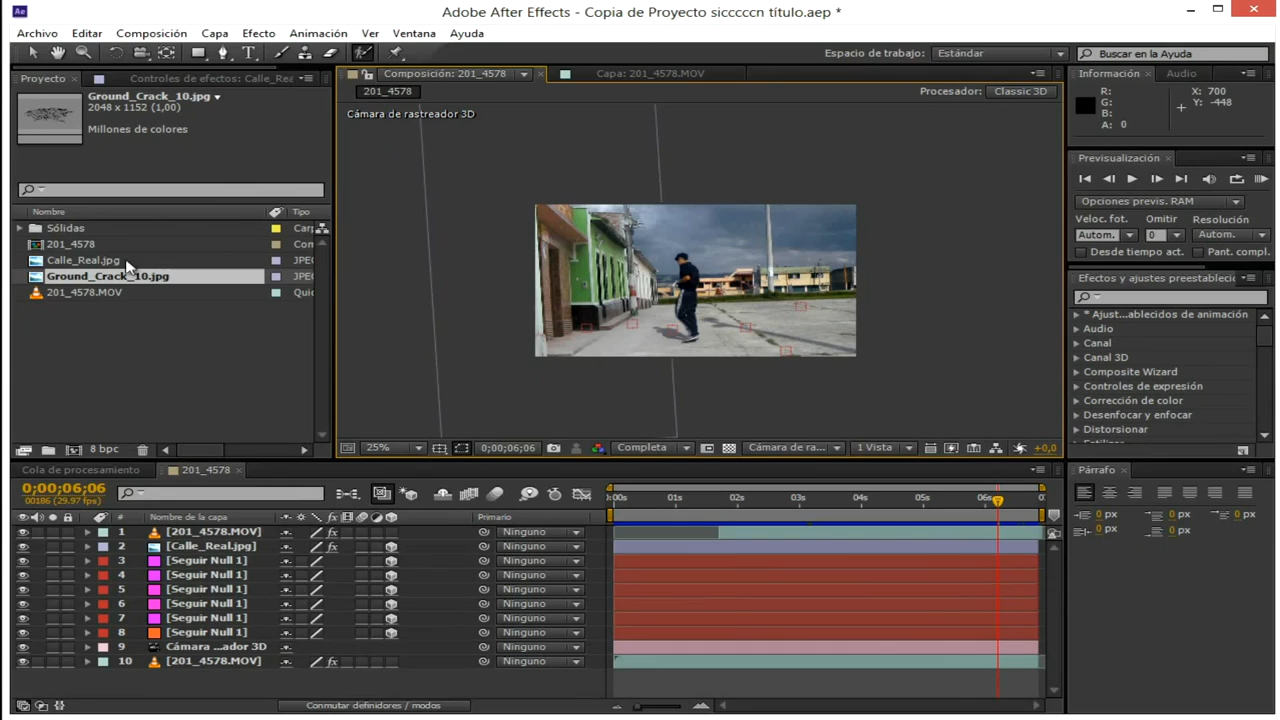 Adobe After Effects - Copia de Proyecto sicccccn título.aep *
Archivo Editar Composición Capa Efecto Animación Ver Ventana Ayuda
Espacio de trabajo: Estándar Buscar en la Ayuda
Proyecto Controles de efectos: Calle_Rea
Composición: 201_4578 Capa: 201_4578.MOV
Información Audio
201_4578 Procesador: Classic 3D
Ground_Crack_10.jpg
2048 x 1152 (1,00)
Millones de colores
Cámara de rastreador 3D
R: X: 700
G: Y: -448
B:
A: 0
Previsualización
Opciones previs. RAM
Veloc. fot. Omitir Resolución
Autom. 0 Autom.
Desde tiempo act. Pant. compl.
Nombre Tipo
Sólidas Carp
201_4578 Com
Calle_Real.jpg JPEG
Ground_Crack_10.jpg JPEG
201_4578.MOV Quic
Efectos y ajustes preestablecido
* Ajust...ablecidos de animación
Audio
Canal
Canal 3D
Composite Wizard
Controles de expresión
Corrección de color
Desenfocar y enfocar
Distorsionar
8 bpc
25% 0;00;06;06 Completa Cámara de ra... 1 Vista +0,0
Cola de procesamiento 201_4578
Párrafo
0;00;06;06
00186 (29.97 fps)
:00s 01s 02s 03s 04s 05s 06s
# Nombre de la capa Primario
1 [201_4578.MOV] Ninguno
2 [Calle_Real.jpg] Ninguno
3 [Seguir Null 1] Ninguno
4 [Seguir Null 1] Ninguno
5 [Seguir Null 1] Ninguno
6 [Seguir Null 1] Ninguno
7 [Seguir Null 1] Ninguno
8 [Seguir Null 1] Ninguno
9 Cámara ...ador 3D Ninguno
10 [201_4578.MOV] Ninguno
0 px 0 px 0 px
0 px 0 px
Conmutar definidores / modos